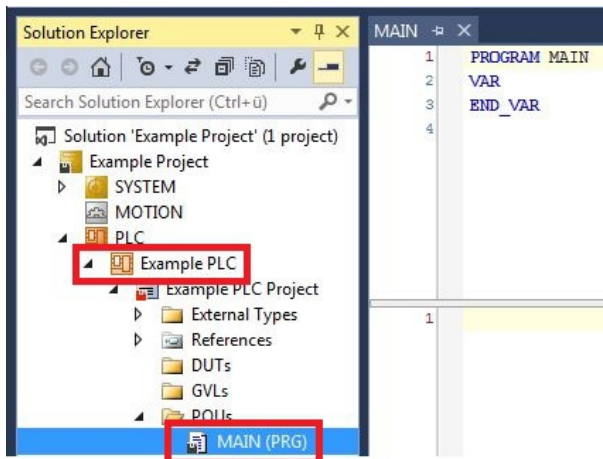 Solution Explorer
Search Solution Explorer (Ctrl+ü)
Solution 'Example Project' (1 project)
Example Project
SYSTEM
MOTION
PLC
Example PLC
Example PLC Project
External Types
References
DUTs
GVLs
POUs
MAIN (PRG)
MAIN
1 PROGRAM MAIN
2 VAR
3 END_VAR
4
1